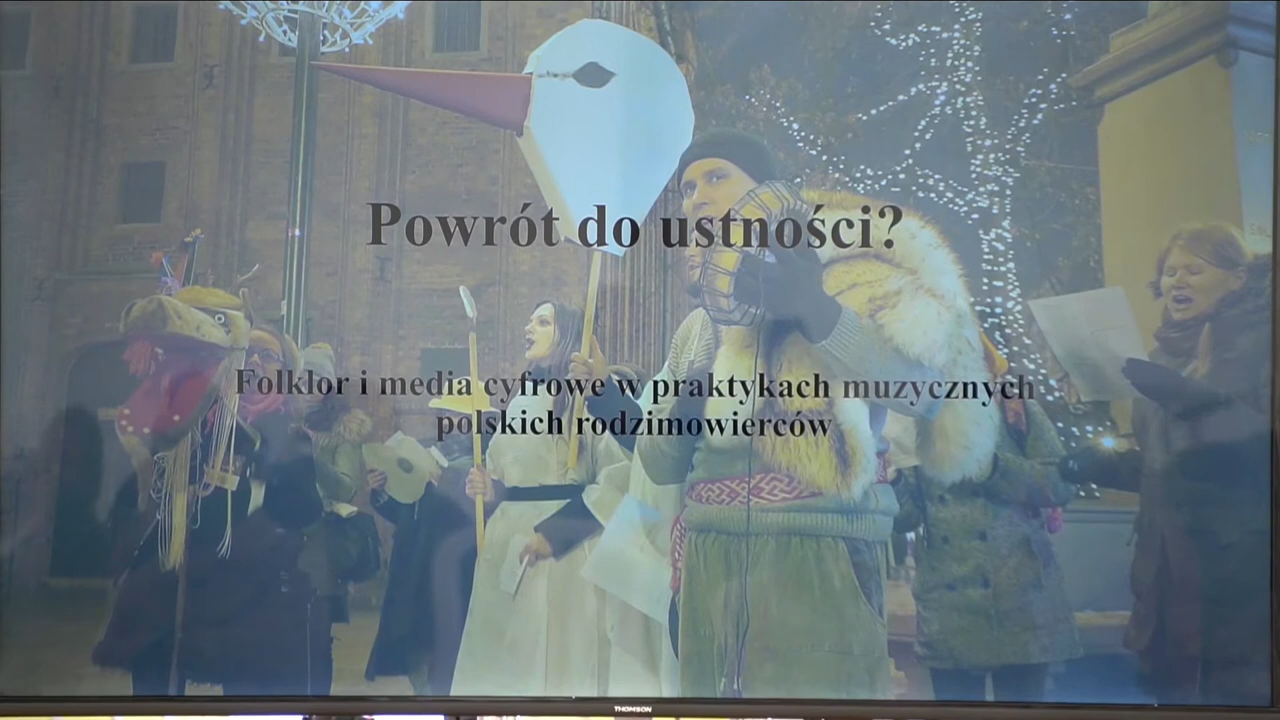 Powrót do ustności?
Folklor i media cyfrowe w praktykach muzycznych
polskich rodzimowierców
THOMSON